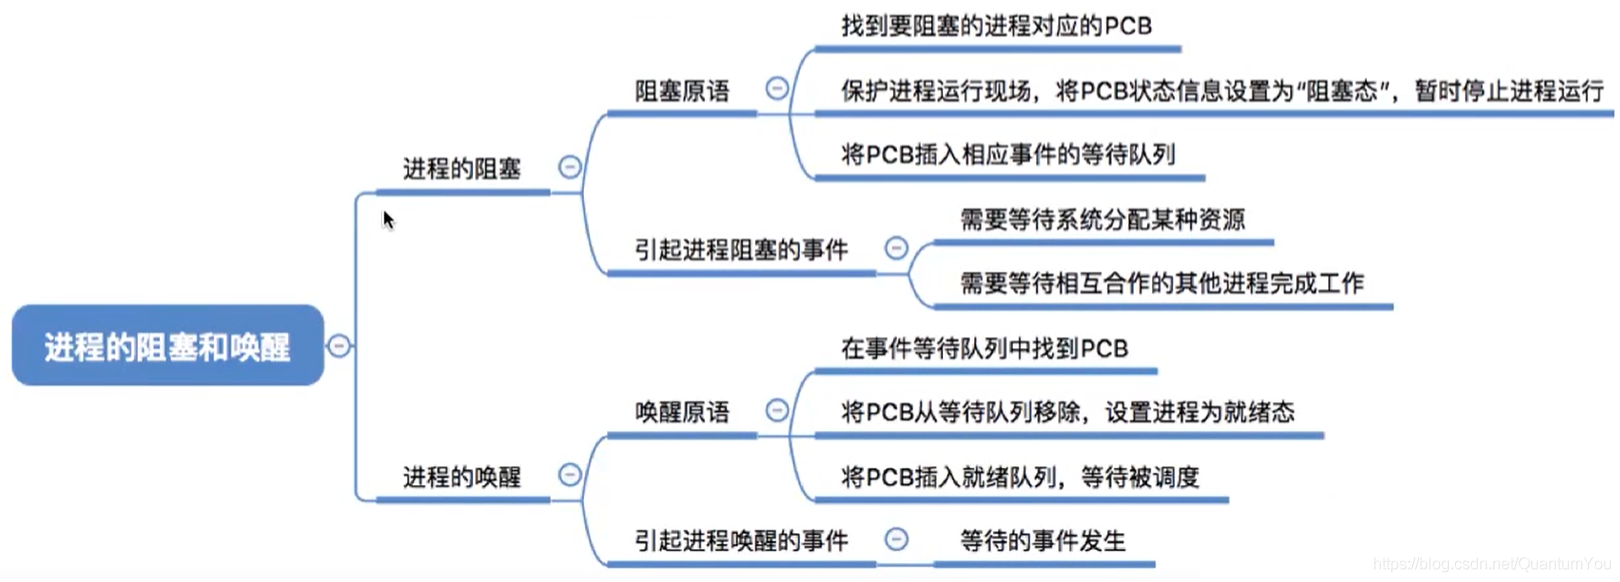 进程的阻塞和唤醒
进程的阻塞
阻塞原语
找到要阻塞的进程对应的PCB
保护进程运行现场，将PCB状态信息设置为“阻塞态”，暂时停止进程运行
将PCB插入相应事件的等待队列
引起进程阻塞的事件
需要等待系统分配某种资源
需要等待相互合作的其他进程完成工作
进程的唤醒
唤醒原语
在事件等待队列中找到PCB
将PCB从等待队列移除，设置进程为就绪态
将PCB插入就绪队列，等待被调度
引起进程唤醒的事件
等待的事件发生
https://blog.csdn.net/QuantumYou